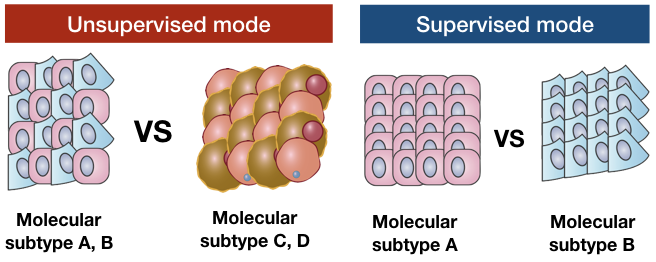 Unsupervised mode
Supervised mode
VS
VS
Molecular
subtype A, B
Molecular
subtype C, D
Molecular
subtype A
Molecular
subtype B